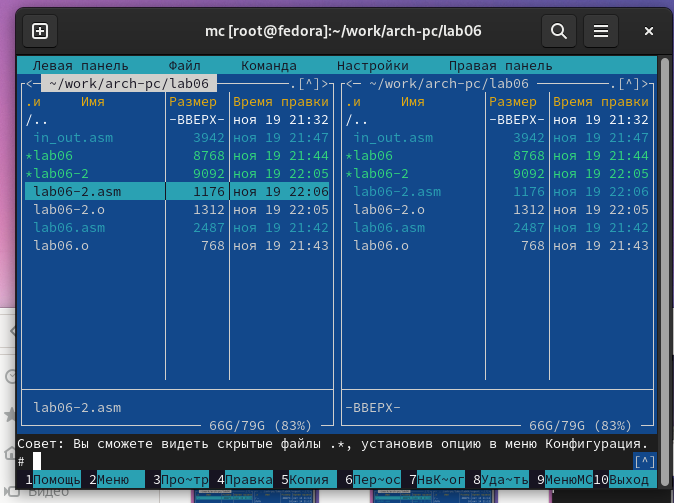 mc [root@fedora]:~/work/arch-pc/lab06
Левая панель Файл Команда Настройки Правая панель
<— ~/work/arch-pc/lab06 .[^]> <— ~/work/arch-pc/lab06 .[^]>
.и Имя Размер Время правки .и Имя Размер Время правки
/.. -ВВЕРХ- ноя 19 21:32 /.. -ВВЕРХ- ноя 19 21:32
in_out.asm 3942 ноя 19 21:47 in_out.asm 3942 ноя 19 21:47
*lab06 8768 ноя 19 21:44 *lab06 8768 ноя 19 21:44
*lab06-2 9092 ноя 19 22:05 *lab06-2 9092 ноя 19 22:05
lab06-2.asm 1176 ноя 19 22:06 lab06-2.asm 1176 ноя 19 22:06
lab06-2.o 1312 ноя 19 22:05 lab06-2.o 1312 ноя 19 22:05
lab06.asm 2487 ноя 19 21:42 lab06.asm 2487 ноя 19 21:42
lab06.o 768 ноя 19 21:43 lab06.o 768 ноя 19 21:43
lab06-2.asm -ВВЕРХ-
66G/79G (83%) 66G/79G (83%)
Совет: Вы сможете видеть скрытые файлы .*, установив опцию в меню Конфигурация.
# [^]
1Помощь 2Меню 3Про~тр 4Правка 5Копия 6Пер~ос 7НвК~ог 8Уда~ть 9МенюMC 10Выход
Видео